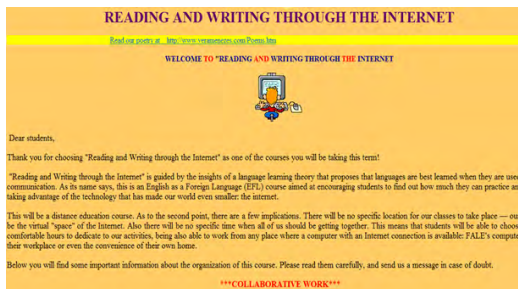 READING AND WRITING THROUGH THE INTERNET
Read our poetry at http://www.veramenezes.com/Poems.htm
WELCOME TO "READING AND WRITING THROUGH THE INTERNET
Dear students,
Thank you for choosing "Reading and Writing through the Internet" as one of the courses you will be taking this term!
"Reading and Writing through the Internet" is guided by the insights of a language learning theory that proposes that languages are best learned when they are used
communication. As its name says, this is an English as a Foreign Language (EFL) course aimed at encouraging students to find out how much they can practice an
taking advantage of the technology that has made our world even smaller: the internet.
This will be a distance education course. As to the second point, there are a few implications. There will be no specific location for our classes to take place — ou
be the virtual "space" of the Internet. Also there will be no specific time when all of us should be getting together. This means that students will be able to choos
comfortable hours to dedicate to our activities, being also able to work from any place where a computer with an Internet connection is available: FALE's compute
their workplace or even the convenience of their own home.
Below you will find some important information about the organization of this course. Please read them carefully, and send us a message in case of doubt.
***COLLABORATIVE WORK***